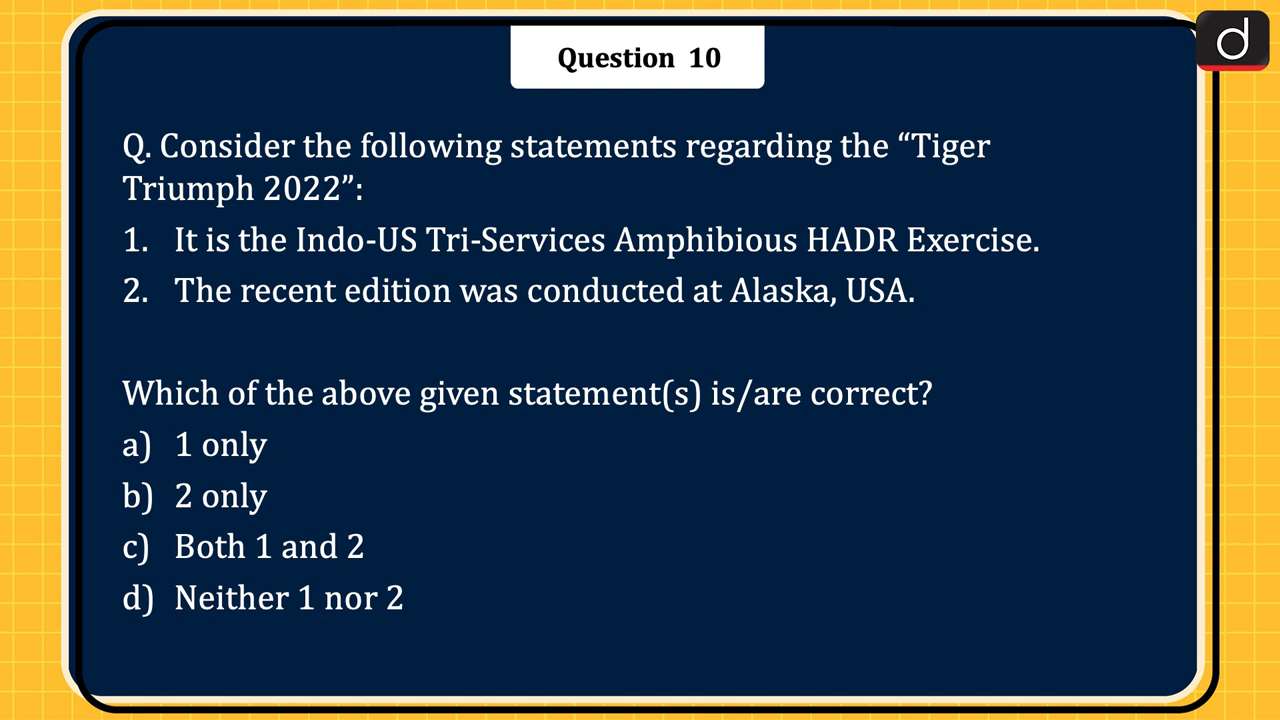 Question 10
d
Q. Consider the following statements regarding the “Tiger
Triumph 2022”:
1. It is the Indo-US Tri-Services Amphibious HADR Exercise.
2. The recent edition was conducted at Alaska, USA.
Which of the above given statement(s) is/are correct?
a) 1 only
b) 2 only
c) Both 1 and 2
d) Neither 1 nor 2